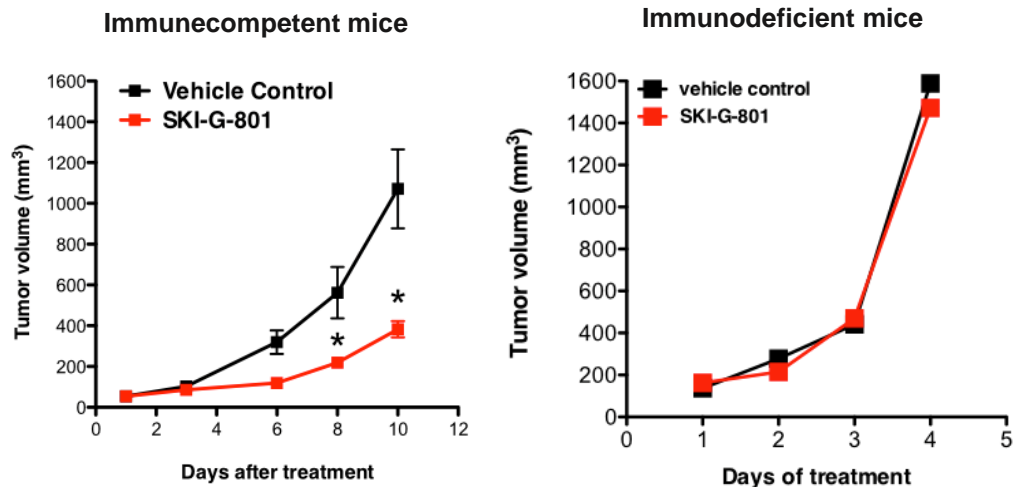 Immunecompetent mice
Vehicle Control
SKI-G-801
Tumor volume (mm³)
1600
1400
1200
1000
800
600
400
200
0
*
*
0 2 4 6 8 10 12
Days after treatment
Immunodeficient mice
vehicle control
SKI-G-801
Tumor volume (mm³)
1600
1400
1200
1000
800
600
400
200
0
0 1 2 3 4 5
Days of treatment